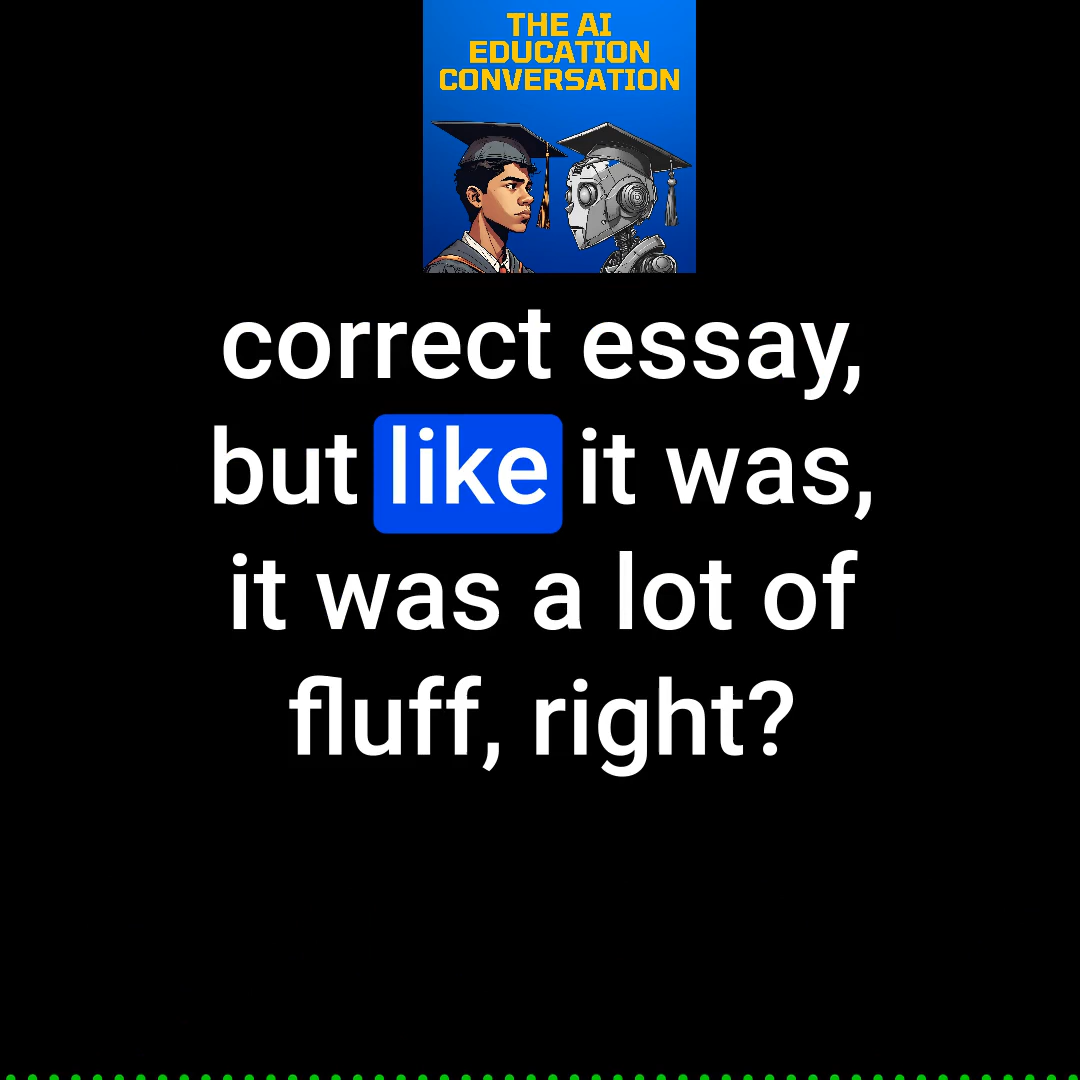 THE AI
EDUCATION
CONVERSATION
correct essay,
but like it was,
it was a lot of
fluff, right?